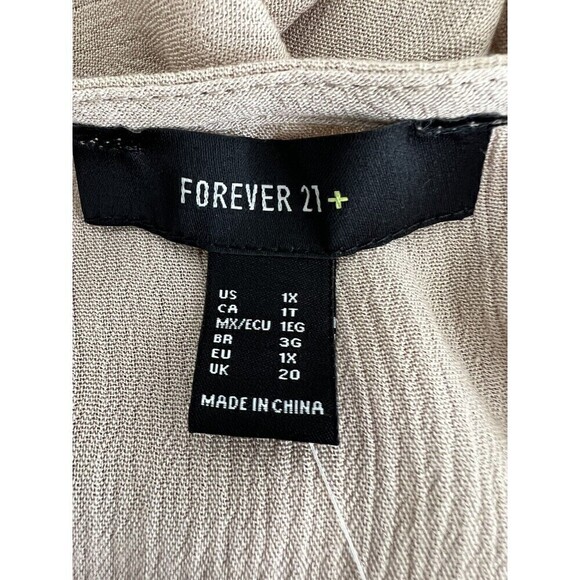 FOREVER 21+
US 1X
CA 1T
MX/ECU 1EG
BR 3G
EU 1X
UK 20
MADE IN CHINA